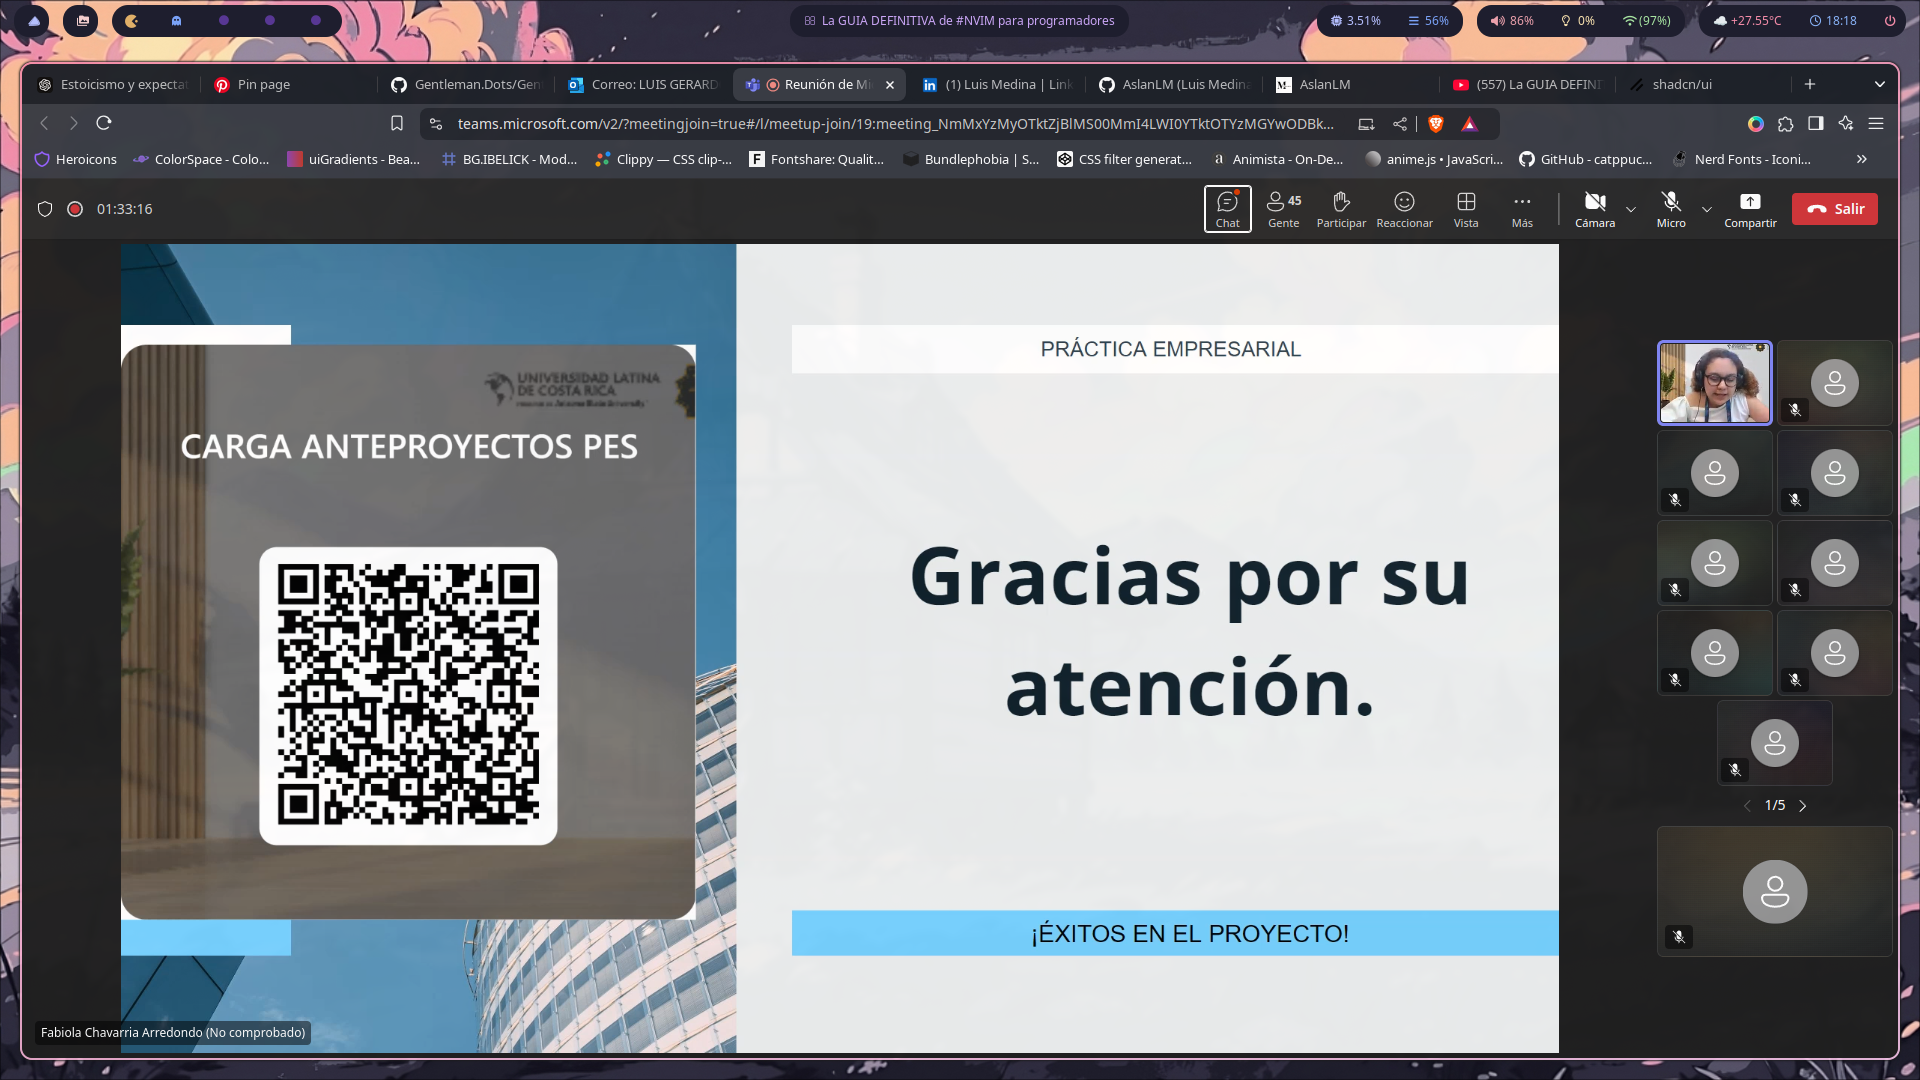 La GUIA DEFINITIVA de #NVIM para programadores
3.51%
56%
86%
0%
(97%)
+27.55°C
18:18
Estoicismo y expectat
Pin page
Gentleman.Dots/Gen
Correo: LUIS GERARD
Reunión de Mi
(1) Luis Medina | Link
AslanLM (Luis Medina
AslanLM
(557) La GUIA DEFINI
shadcn/ui
teams.microsoft.com/v2/?meetingjoin=true#/l/meetup-join/19:meeting_NmMxYzMyOTktZjBlMS00MmI4LWI0YTktOTYzMGYwODBk...
Heroicons
ColorSpace - Colo...
uiGradients - Bea...
BG.IBELICK - Mod...
Clippy — CSS clip-...
Fontshare: Qualit...
Bundlephobia | S...
CSS filter generat...
Animista - On-De...
anime.js • JavaScri...
GitHub - catppuc...
Nerd Fonts - Iconi...
01:33:16
Chat
45
Gente
Participar
Reaccionar
Vista
Más
Cámara
Micro
Compartir
Salir
UNIVERSIDAD LATINA
DE COSTA RICA
CARGA ANTEPROYECTOS PES
PRÁCTICA EMPRESARIAL
Gracias por su
atención.
¡ÉXITOS EN EL PROYECTO!
1/5
Fabiola Chavarria Arredondo (No comprobado)